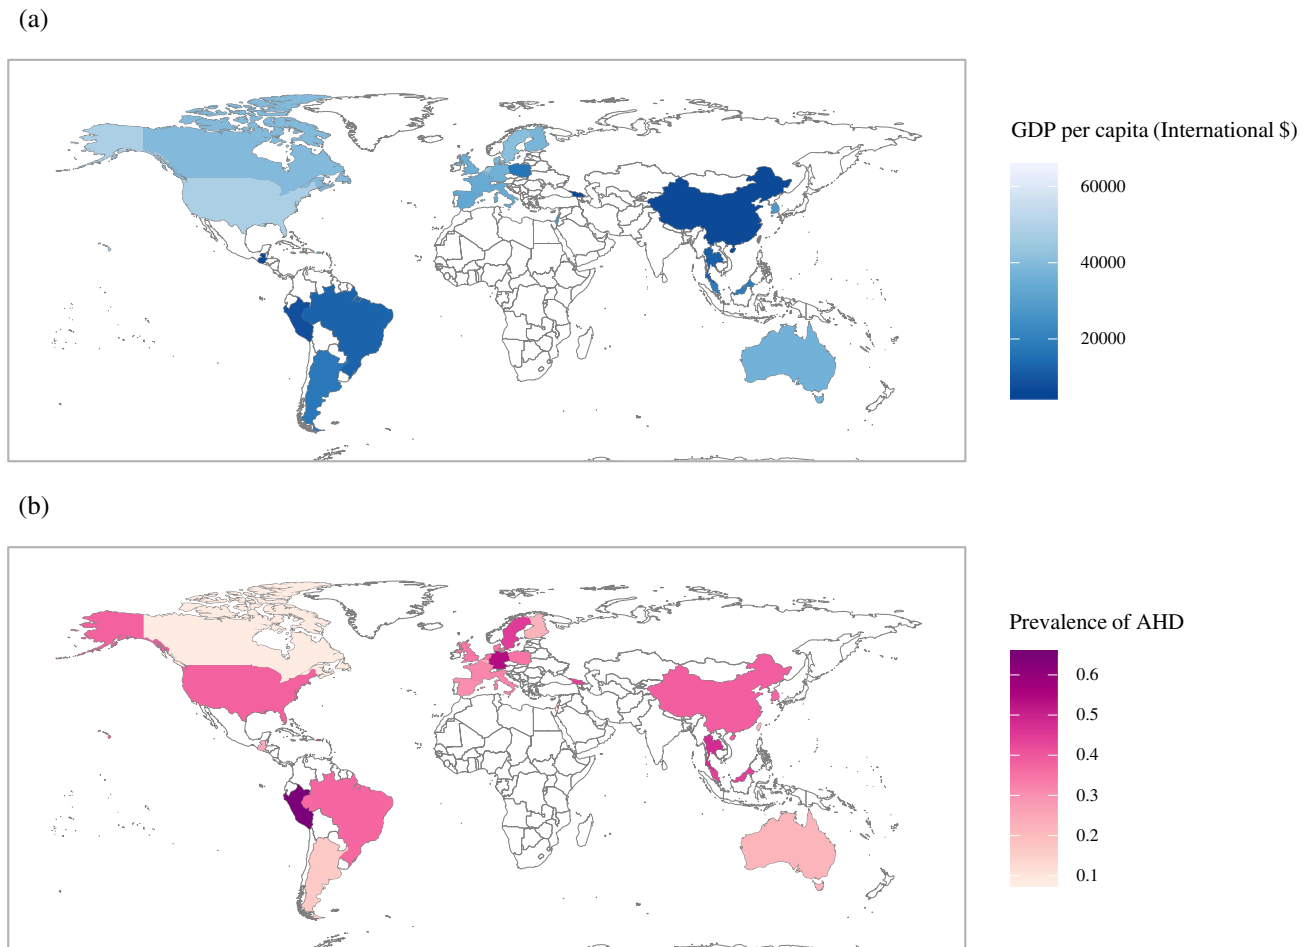 (a)
GDP per capita (International $)
60000
40000
20000
(b)
Prevalence of AHD
0.6
0.5
0.4
0.3
0.2
0.1